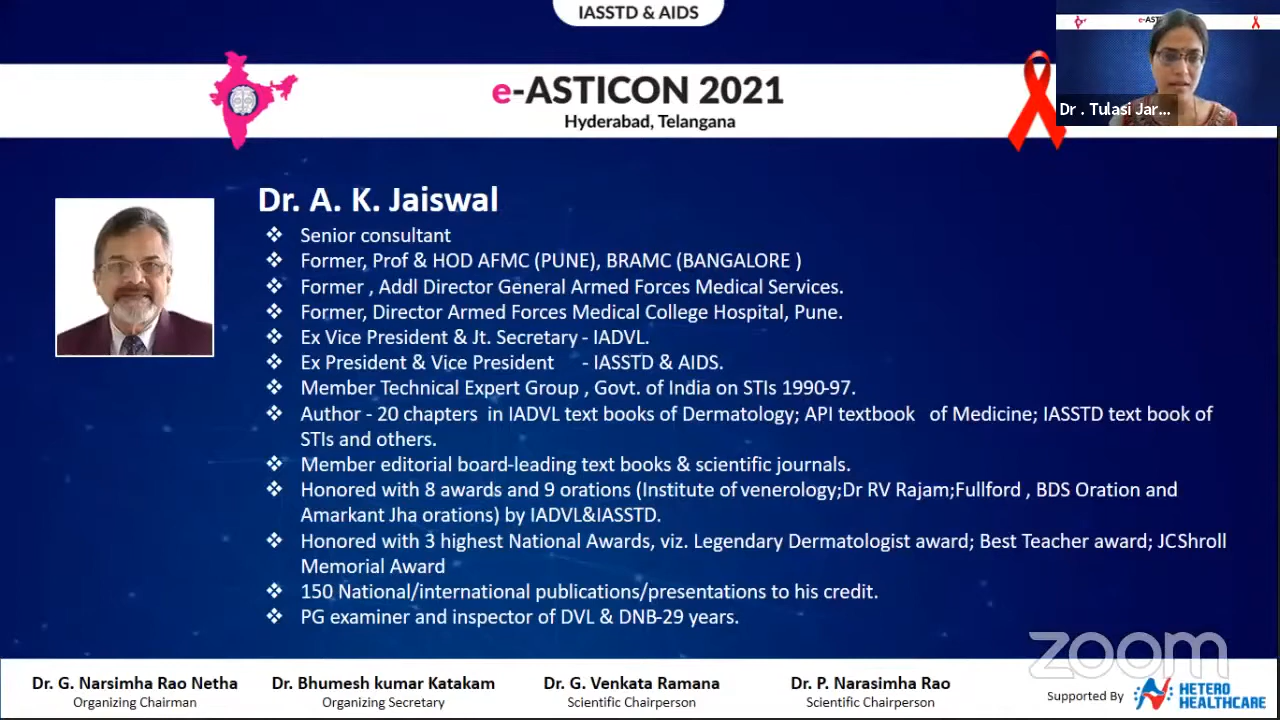 IASSTD & AIDS
e-ASTICON 2021
Hyderabad, Telangana
Dr . Tulasi Jar...
Dr. A. K. Jaiswal
❖ Senior consultant
❖ Former, Prof & HOD AFMC (PUNE), BRAMC (BANGALORE )
❖ Former , Addl Director General Armed Forces Medical Services.
❖ Former, Director Armed Forces Medical College Hospital, Pune.
❖ Ex Vice President & Jt. Secretary - IADVL.
❖ Ex President & Vice President - IASSTD & AIDS.
❖ Member Technical Expert Group , Govt. of India on STIs 1990-97.
❖ Author - 20 chapters in IADVL text books of Dermatology; API textbook of Medicine; IASSTD text book of
STIs and others.
❖ Member editorial board-leading text books & scientific journals.
❖ Honored with 8 awards and 9 orations (Institute of venerology;Dr RV Rajam;Fullford , BDS Oration and
Amarkant Jha orations) by IADVL&IASSTD.
❖ Honored with 3 highest National Awards, viz. Legendary Dermatologist award; Best Teacher award; JCShroll
Memorial Award
❖ 150 National/international publications/presentations to his credit.
❖ PG examiner and inspector of DVL & DNB-29 years.
zoom
Dr. G. Narsimha Rao Netha
Organizing Chairman
Dr. Bhumesh kumar Katakam
Organizing Secretary
Dr. G. Venkata Ramana
Scientific Chairperson
Dr. P. Narasimha Rao
Scientific Chairperson
Supported By
HETERO
HEALTHCARE